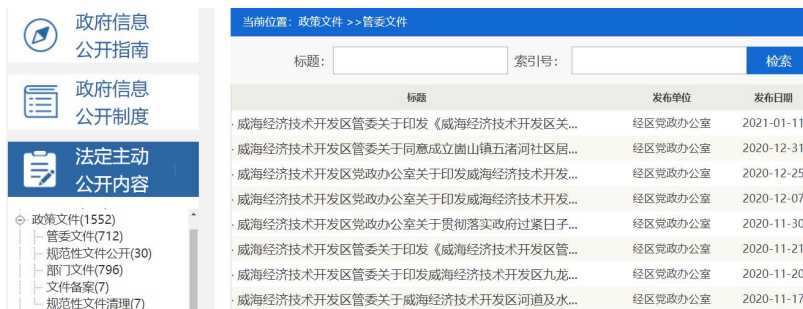 政府信息
公开指南
政府信息
公开制度
法定主动
公开内容
政策文件(1552)
管委文件(712)
规范性文件公开(30)
部门文件(796)
文件备案(7)
规范性文件清理(7)
当前位置：政策文件 >>管委文件
标题： 索引号： 检索
标题 发布单位 发布日期
威海经济技术开发区管委关于印发《威海经济技术开发区关... 经区党政办公室 2021-01-11
威海经济技术开发区管委关于同意成立崮山镇五渚河社区居... 经区党政办公室 2020-12-31
威海经济技术开发区党政办公室关于印发威海经济技术开发... 经区党政办公室 2020-12-25
威海经济技术开发区党政办公室关于印发威海经济技术开发... 经区党政办公室 2020-12-07
威海经济技术开发区党政办公室关于贯彻落实政府过紧日子... 经区党政办公室 2020-11-30
威海经济技术开发区管委关于印发《威海经济技术开发区管... 经区党政办公室 2020-11-21
威海经济技术开发区管委关于印发威海经济技术开发区九龙... 经区党政办公室 2020-11-20
威海经济技术开发区管委关于威海经济技术开发区河道及水... 经区党政办公室 2020-11-17